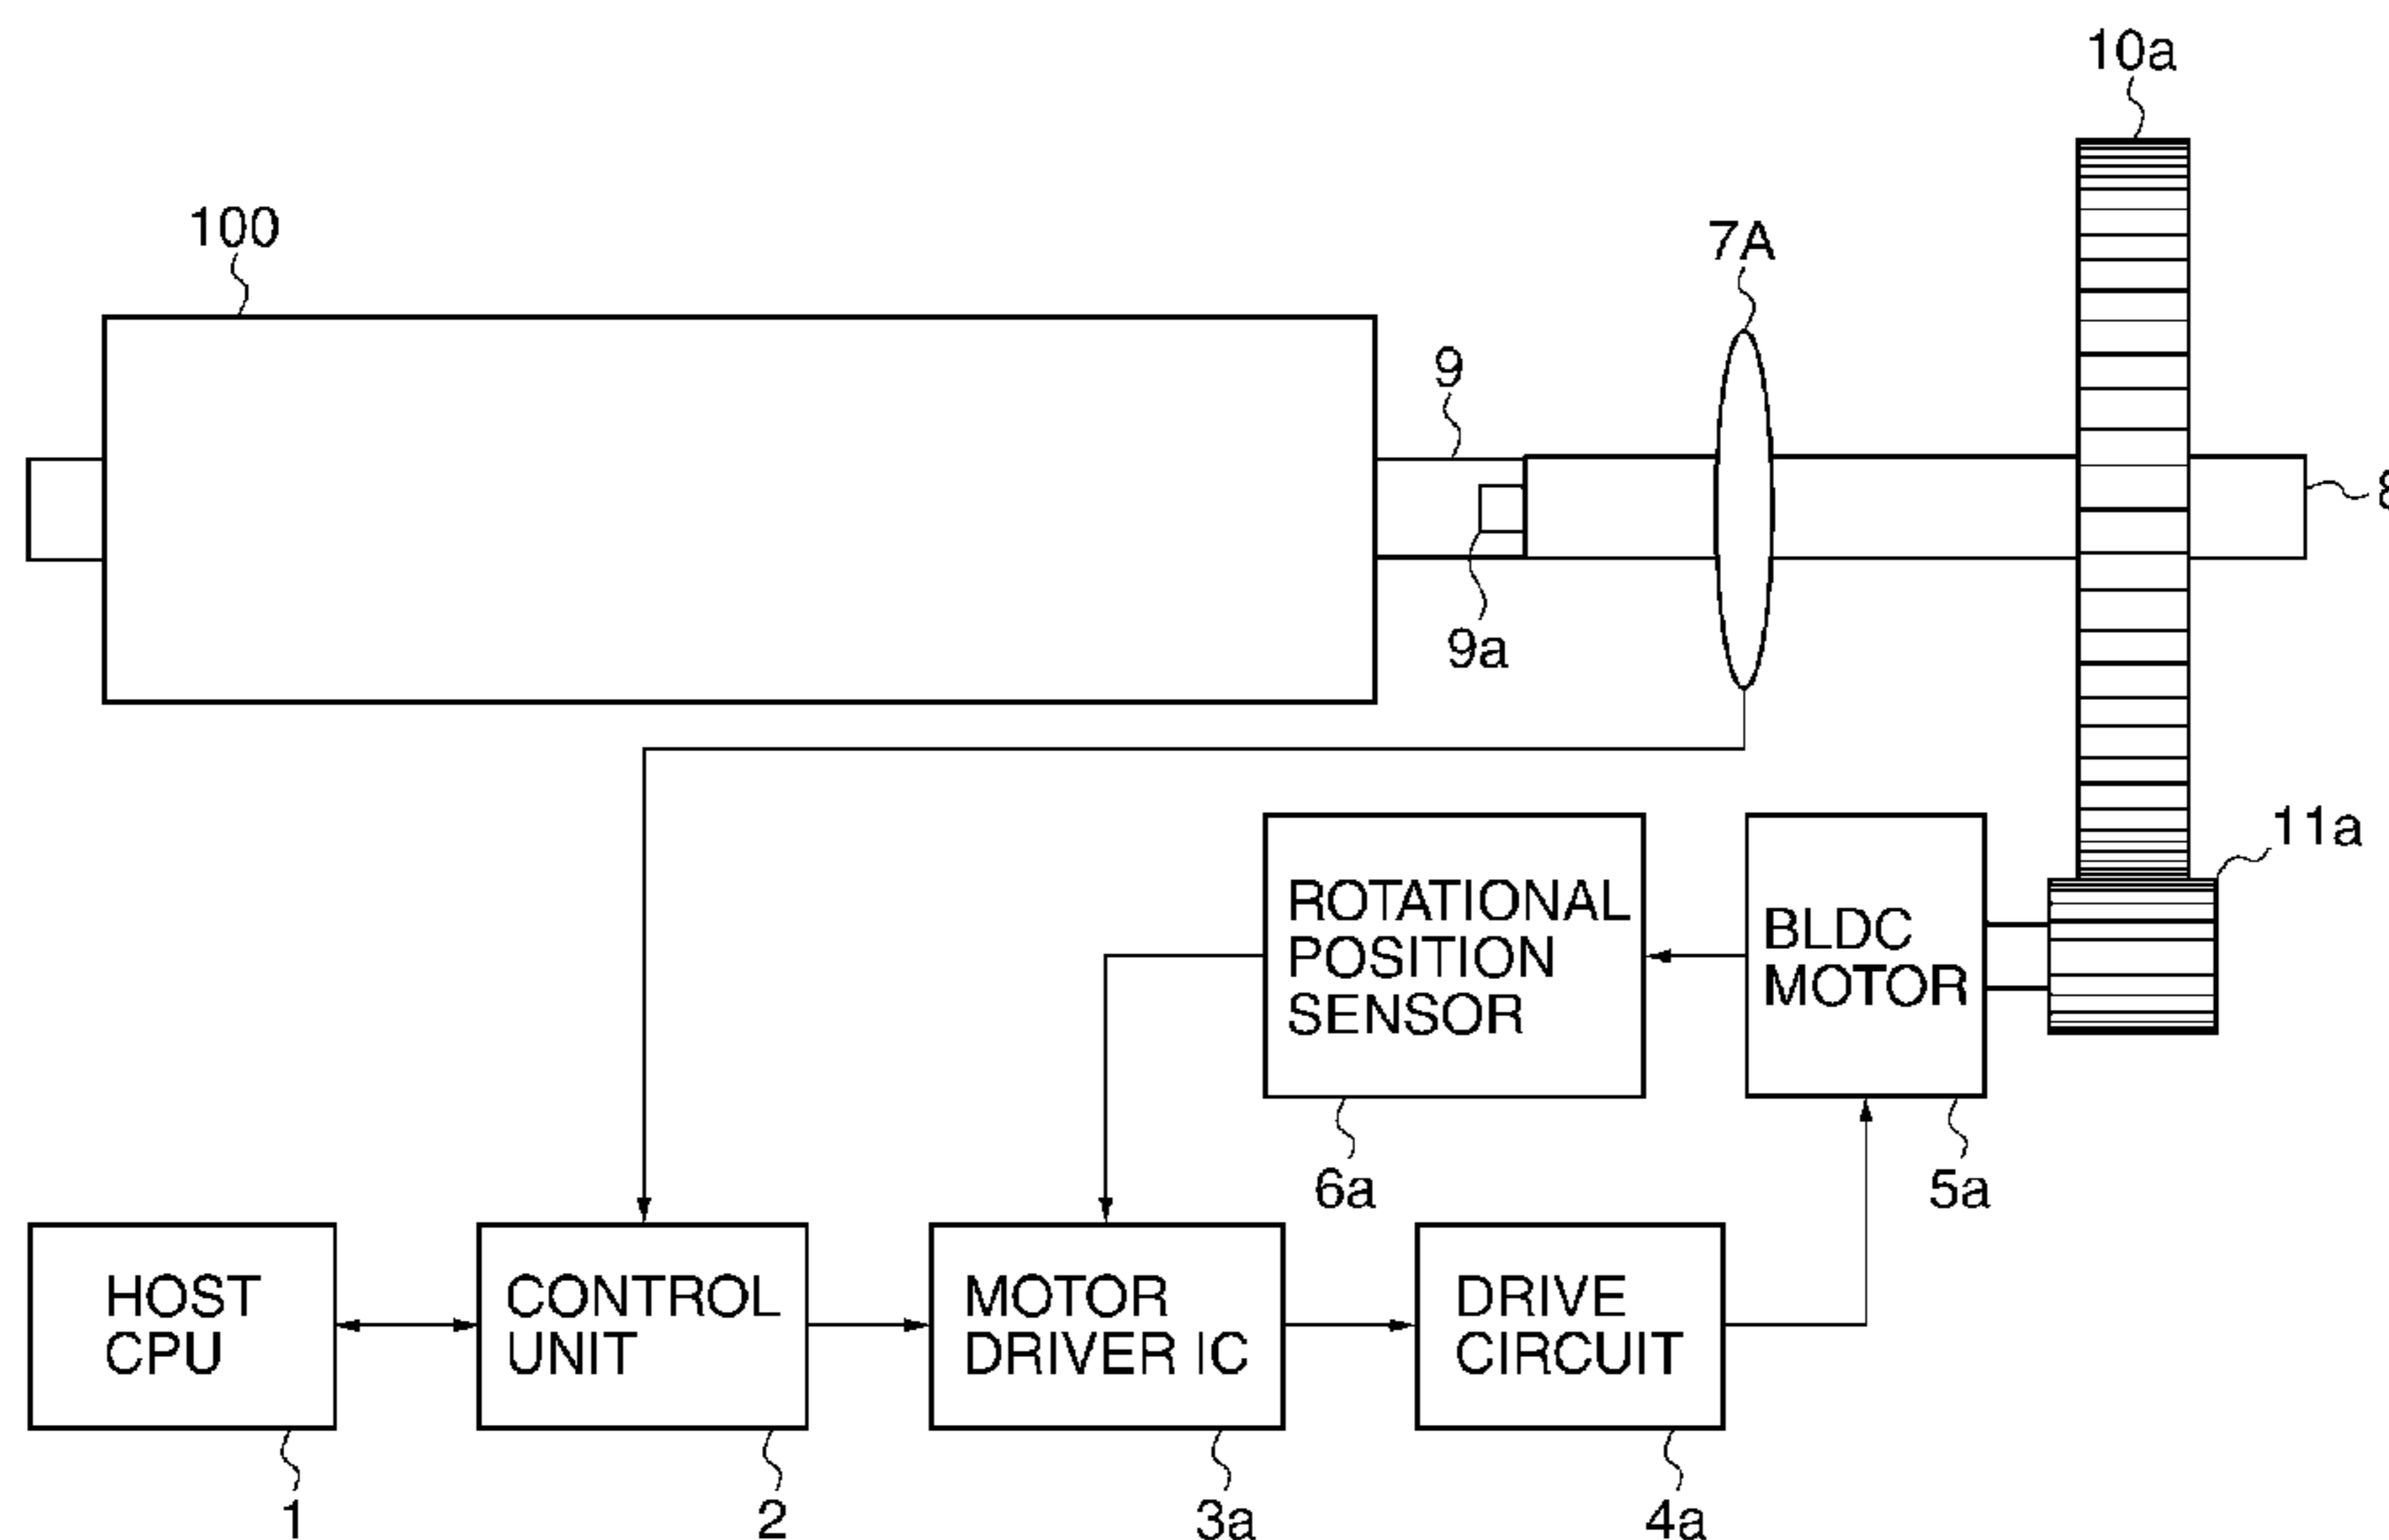 10a
100
7A
9
8
9a
11a
ROTATIONAL
POSITION
SENSOR
BLDC
MOTOR
6a
5a
HOST
CPU
CONTROL
UNIT
MOTOR
DRIVER IC
DRIVE
CIRCUIT
1
2
3a
4a